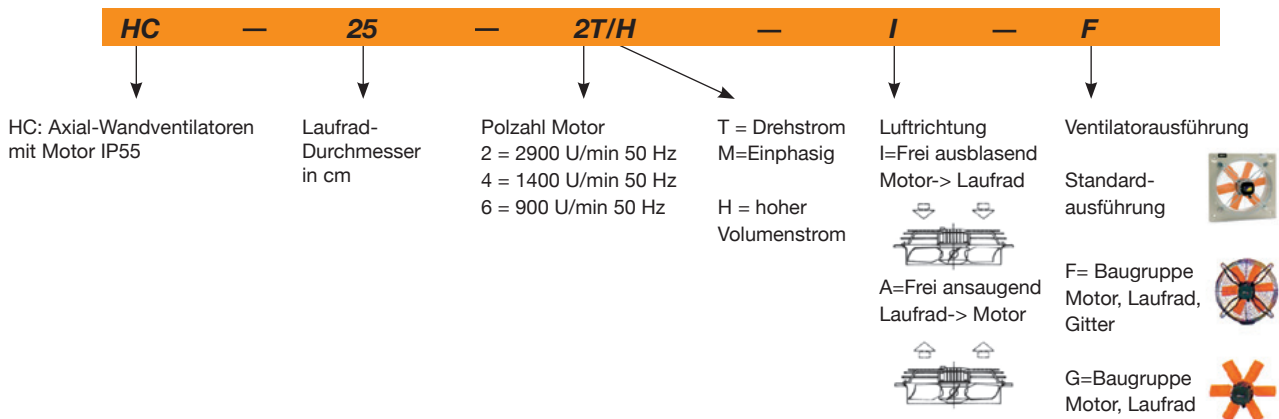 HC — 25 — 2T/H — I — F
HC: Axial-Wandventilatoren
mit Motor IP55
Laufrad-
Durchmesser
in cm
Polzahl Motor
2 = 2900 U/min 50 Hz
4 = 1400 U/min 50 Hz
6 = 900 U/min 50 Hz
T = Drehstrom
M=Einphasig
H = hoher
Volumenstrom
Luftrichtung
I=Frei ausblasend
Motor-> Laufrad
A=Frei ansaugend
Laufrad-> Motor
Ventilatorausführung
Standard-
ausführung
F= Baugruppe
Motor, Laufrad,
Gitter
G=Baugruppe
Motor, Laufrad